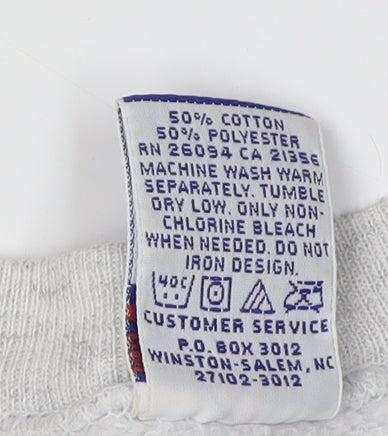 50% COTTON
50% POLYESTER
RN 26094 CA 21356
MACHINE WASH WARM
SEPARATELY. TUMBLE
DRY LOW. ONLY NON-
CHLORINE BLEACH
WHEN NEEDED. DO NOT
IRON DESIGN.
40C
CUSTOMER SERVICE
P.O. BOX 3012
WINSTON-SALEM, NC
27102-3012